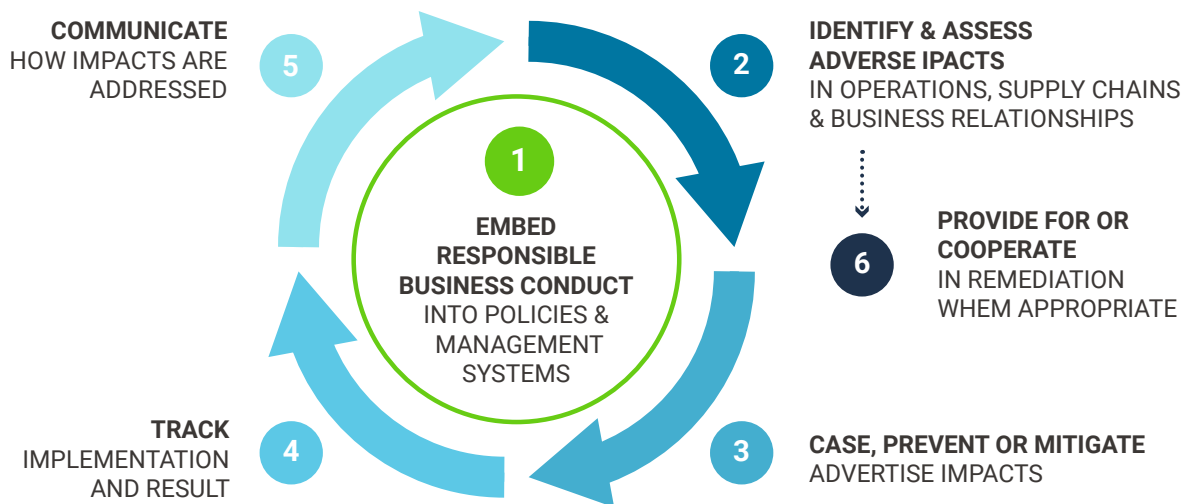 1
EMBED
RESPONSIBLE
BUSINESS CONDUCT
INTO POLICIES &
MANAGEMENT
SYSTEMS
2
IDENTIFY & ASSESS
ADVERSE IPACTS
IN OPERATIONS, SUPPLY CHAINS
& BUSINESS RELATIONSHIPS
3
CASE, PREVENT OR MITIGATE
ADVERTISE IMPACTS
4
TRACK
IMPLEMENTATION
AND RESULT
5
COMMUNICATE
HOW IMPACTS ARE
ADDRESSED
6
PROVIDE FOR OR
COOPERATE
IN REMEDIATION
WHEM APPROPRIATE